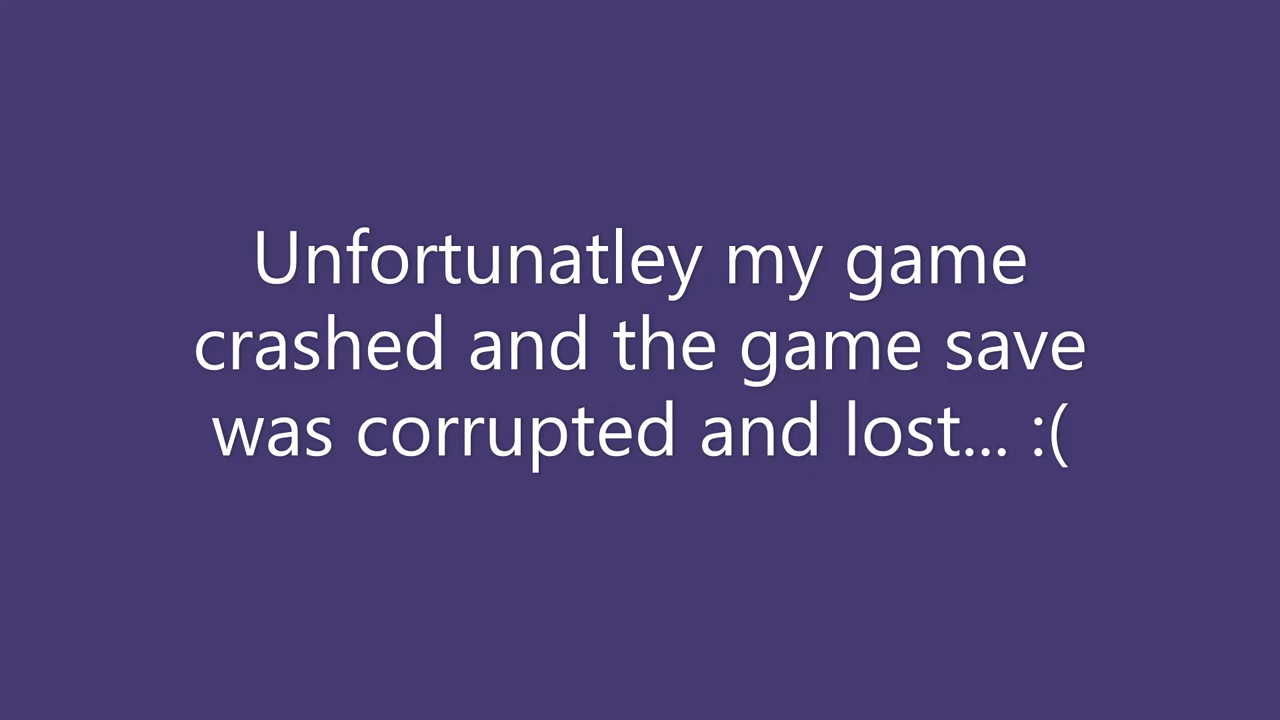 Unfortunatley my game
crashed and the game save
was corrupted and lost... :(